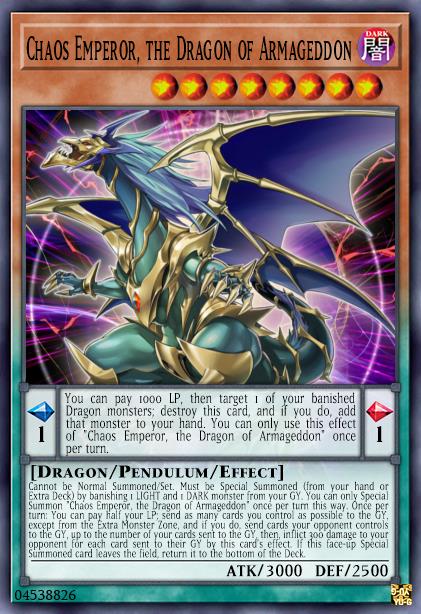 CHAOS EMPEROR, THE DRAGON OF ARMAGEDDON
DARK
闇
You can pay 1000 LP, then target 1 of your banished
Dragon monsters; destroy this card, and if you do, add
that monster to your hand. You can only use this effect
of "Chaos Emperor, the Dragon of Armageddon" once
per turn.
1
1
[DRAGON/PENDULUM/EFFECT]
Cannot be Normal Summoned/Set. Must be Special Summoned (from your hand or
Extra Deck) by banishing 1 LIGHT and 1 DARK monster from your GY. You can only Special
Summon "Chaos Emperor, the Dragon of Armageddon" once per turn this way. Once per
turn: You can pay half your LP; send as many cards you control as possible to the GY,
except from the Extra Monster Zone, and if you do, send cards your opponent controls
to the GY, up to the number of your cards sent to the GY, then, inflict 300 damage to your
opponent for each card sent to their GY by this card's effect. If this face-up Special
Summoned card leaves the field, return it to the bottom of the Deck.
ATK/3000 DEF/2500
04538826